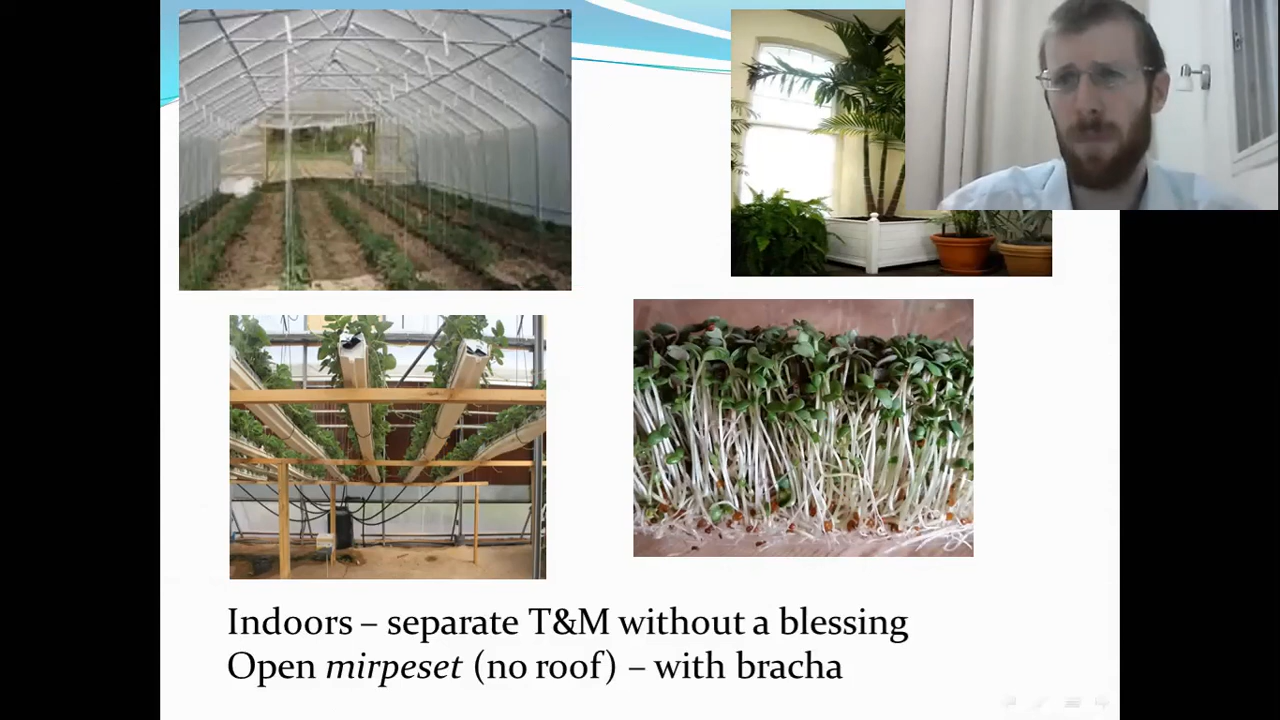 Indoors – separate T&M without a blessing
Open mirpeset (no roof) – with bracha